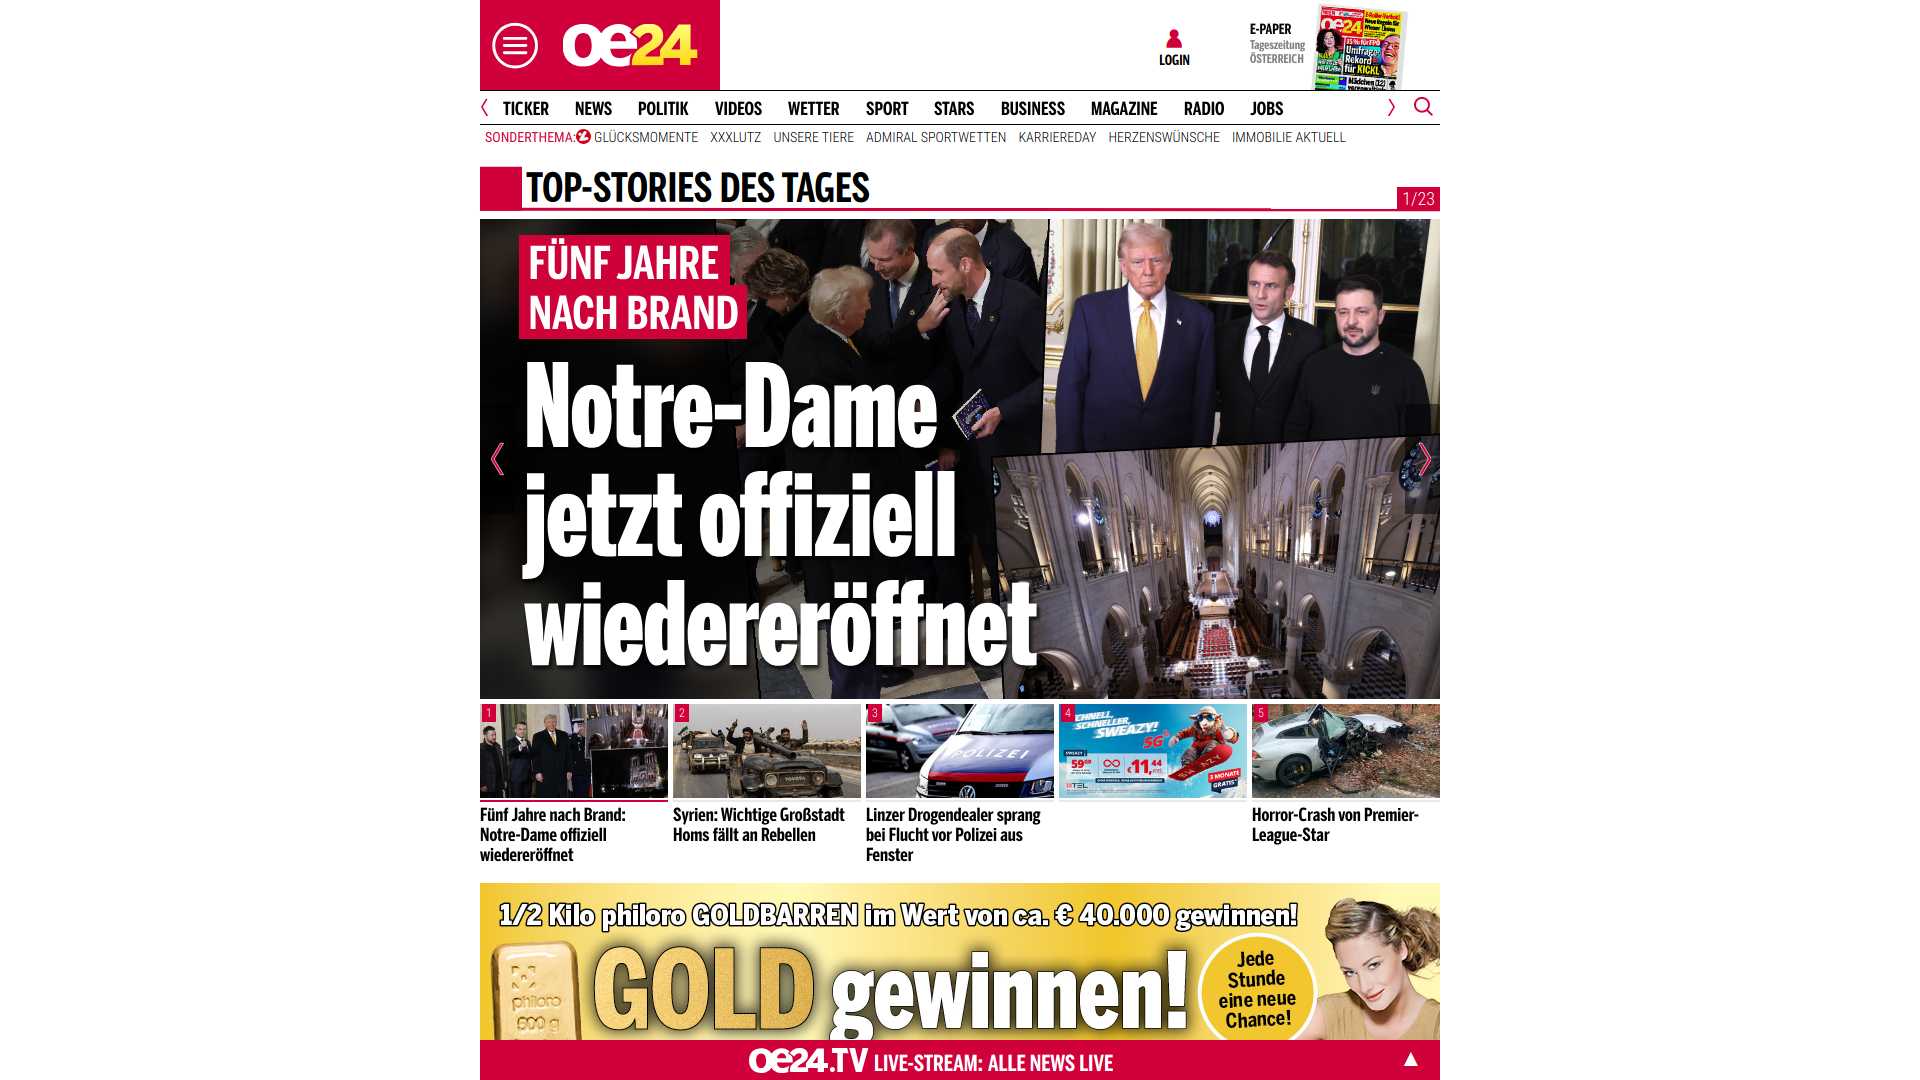 oe24
LOGIN
E-PAPER
Tageszeitung
ÖSTERREICH
oe24
Umfrage-
Rekord
für KICKL
TICKER NEWS POLITIK VIDEOS WETTER SPORT STARS BUSINESS MAGAZINE RADIO JOBS
SONDERTHEMA: GLÜCKSMOMENTE XXXLUTZ UNSERE TIERE ADMIRAL SPORTWETTEN KARRIEREDAY HERZENSWÜNSCHE IMMOBILIE AKTUELL
TOP-STORIES DES TAGES
1/23
FÜNF JAHRE
NACH BRAND
Notre-Dame
jetzt offiziell
wiedereröffnet
1
2
3
POLIZEI
4
SCHNELL,
SCHNELLER,
SWEAZY!
5G
€11,44
5
Fünf Jahre nach Brand:
Notre-Dame offiziell
wiedereröffnet
Syrien: Wichtige Großstadt
Homs fällt an Rebellen
Linzer Drogendealer sprang
bei Flucht vor Polizei aus
Fenster
Horror-Crash von Premier-
League-Star
1/2 Kilo philoro GOLDBARREN im Wert von ca. € 40.000 gewinnen!
GOLD gewinnen!
philoro
500 g
Jede
Stunde
eine neue
Chance!
oe24.TV LIVE-STREAM: ALLE NEWS LIVE